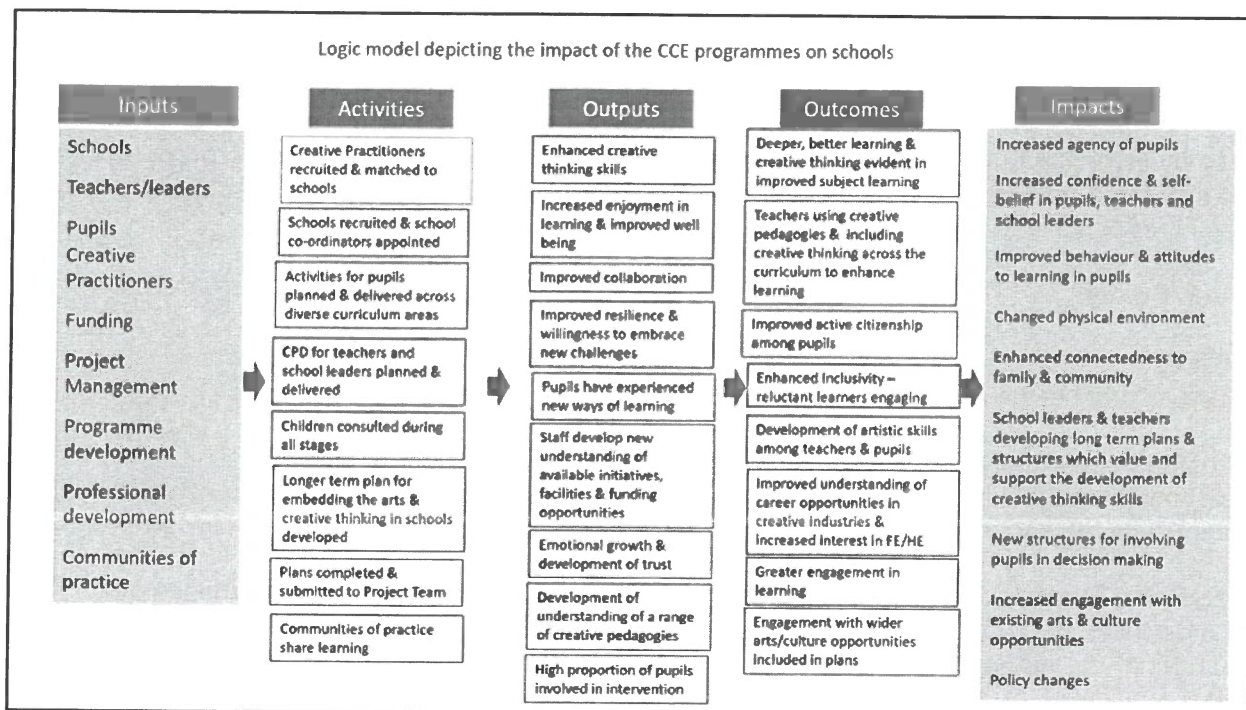 Logic model depicting the impact of the CCE programmes on schools
Inputs
Schools
Teachers/leaders
Pupils
Creative
Practitioners
Funding
Project
Management
Programme
development
Professional
development
Communities of
practice
Activities
Creative Practitioners
recruited & matched to
schools
Schools recruited & school
co-ordinators appointed
Activities for pupils
planned & delivered across
diverse curriculum areas
CPD for teachers and
school leaders planned &
delivered
Children consulted during
all stages
Longer term plan for
embedding the arts &
creative thinking in schools
developed
Plans completed &
submitted to Project Team
Communities of practice
share learning
Outputs
Enhanced creative
thinking skills
Increased enjoyment in
learning & improved well
being
Improved collaboration
Improved resilience &
willingness to embrace
new challenges
Pupils have experienced
new ways of learning
Staff develop new
understanding of
available initiatives,
facilities & funding
opportunities
Emotional growth &
development of trust
Development of
understanding of a range
of creative pedagogies
High proportion of pupils
involved in intervention
Outcomes
Deeper, better learning &
creative thinking evident in
improved subject learning
Teachers using creative
pedagogies & including
creative thinking across the
curriculum to enhance
learning
Improved active citizenship
among pupils
Enhanced Inclusivity –
reluctant learners engaging
Development of artistic skills
among teachers & pupils
Improved understanding of
career opportunities in
creative industries &
increased interest in FE/HE
Greater engagement in
learning
Engagement with wider
arts/culture opportunities
included in plans
Impacts
Increased agency of pupils
Increased confidence & self-
belief in pupils, teachers and
school leaders
Improved behaviour & attitudes
to learning in pupils
Changed physical environment
Enhanced connectedness to
family & community
School leaders & teachers
developing long term plans &
structures which value and
support the development of
creative thinking skills
New structures for involving
pupils in decision making
Increased engagement with
existing arts & culture
opportunities
Policy changes